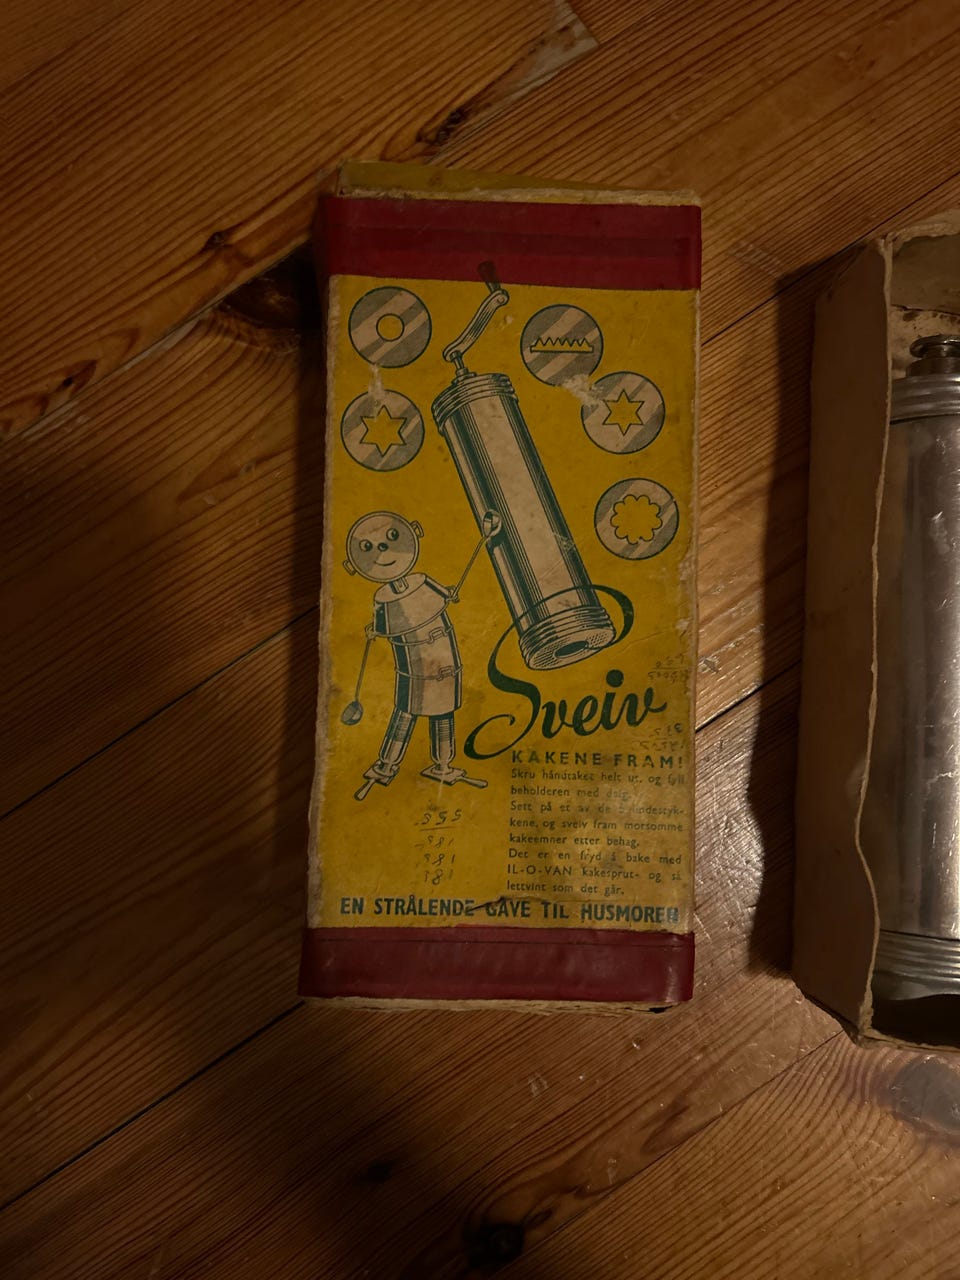 Sveiv
KAKENE FRAM!
Skru håndtaket helt ut, og fyll
beholderen med deig.
Sett på et av de
kene, og sveiv fram morsomme
kakeemner etter behag.
Det er en fryd å bake med
IL-O-VAN kakesprut- og så
lettvint som det går.
EN STRÅLENDE GAVE TIL HUSMOREN